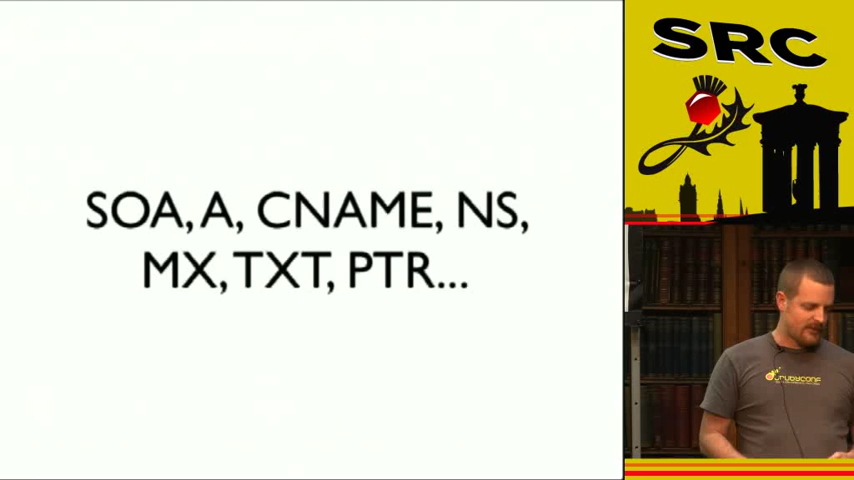 SOA, A, CNAME, NS,
MX, TXT, PTR...
SRC